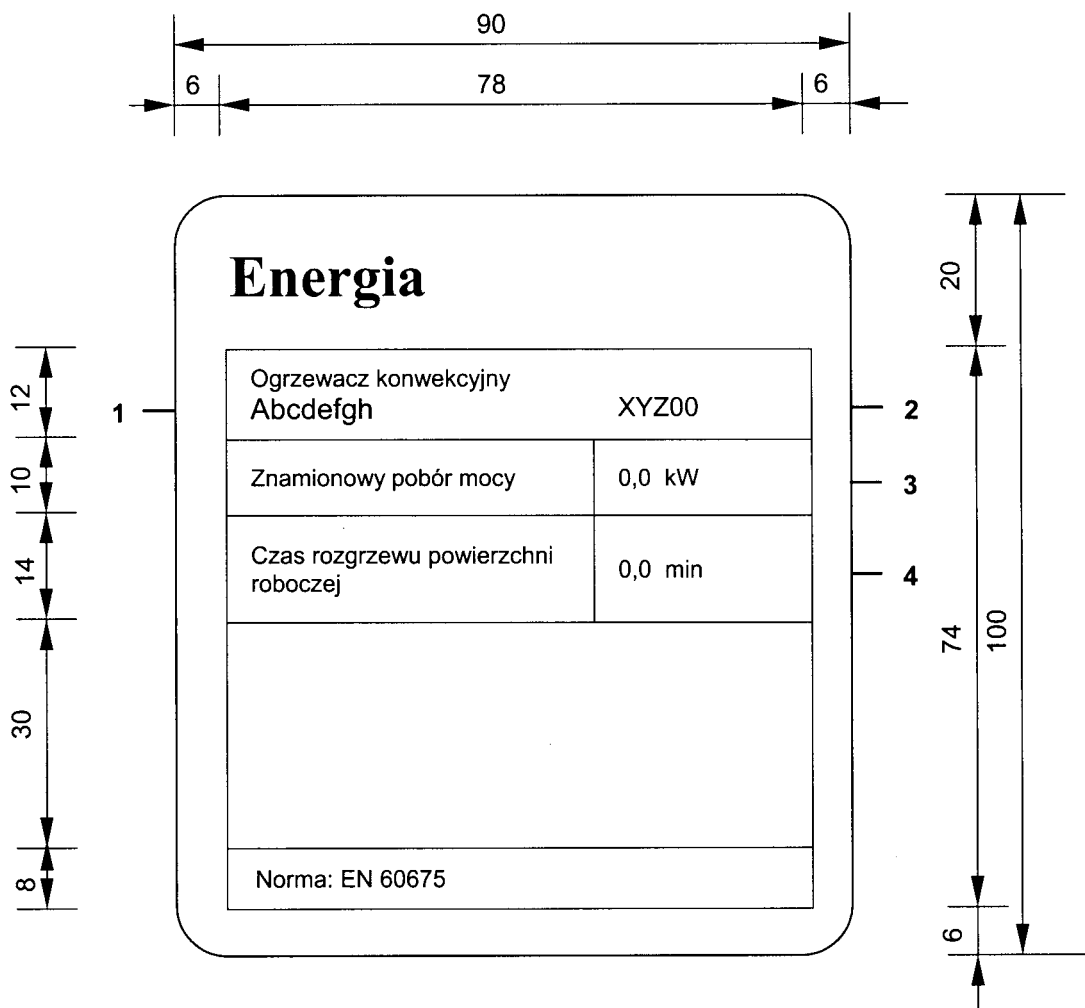 90
6 78 6
Energia
20
12
Ogrzewacz konwekcyjny
1 Abcdefgh XYZ00 2
10
Znamionowy pobór mocy 0,0 kW 3
14
Czas rozgrzewu powierzchni
roboczej 0,0 min 4
74 100
30
8
Norma: EN 60675
6